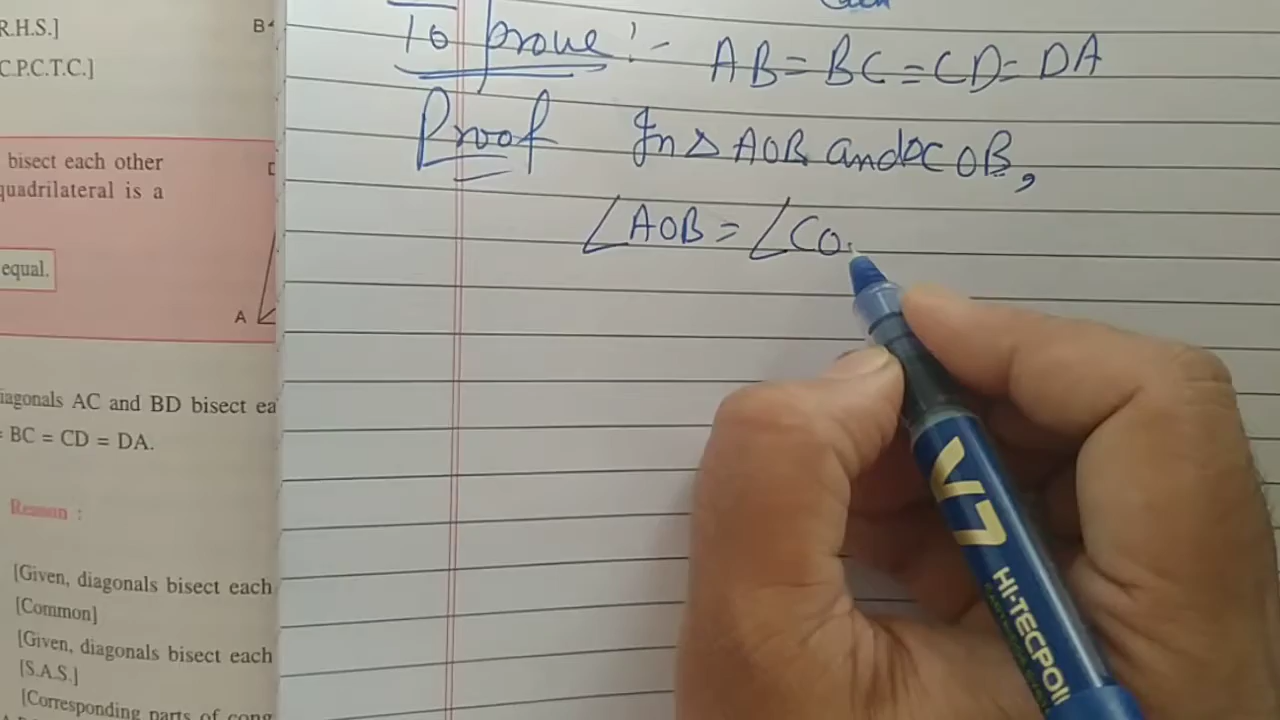 R.H.S.]
C.P.C.T.C.]
B
bisect each other
quadrilateral is a
equal.
A
diagonals AC and BD bisect ea
= BC = CD = DA.
Reason :
[Given, diagonals bisect each
[Common]
[Given, diagonals bisect each
[S.A.S.]
[Corresponding parts of cong
To prove :- AB = BC = CD = DA
Proof In △ AOB and △ COB,
∠AOB = ∠CO
V7
HI-TECPOI